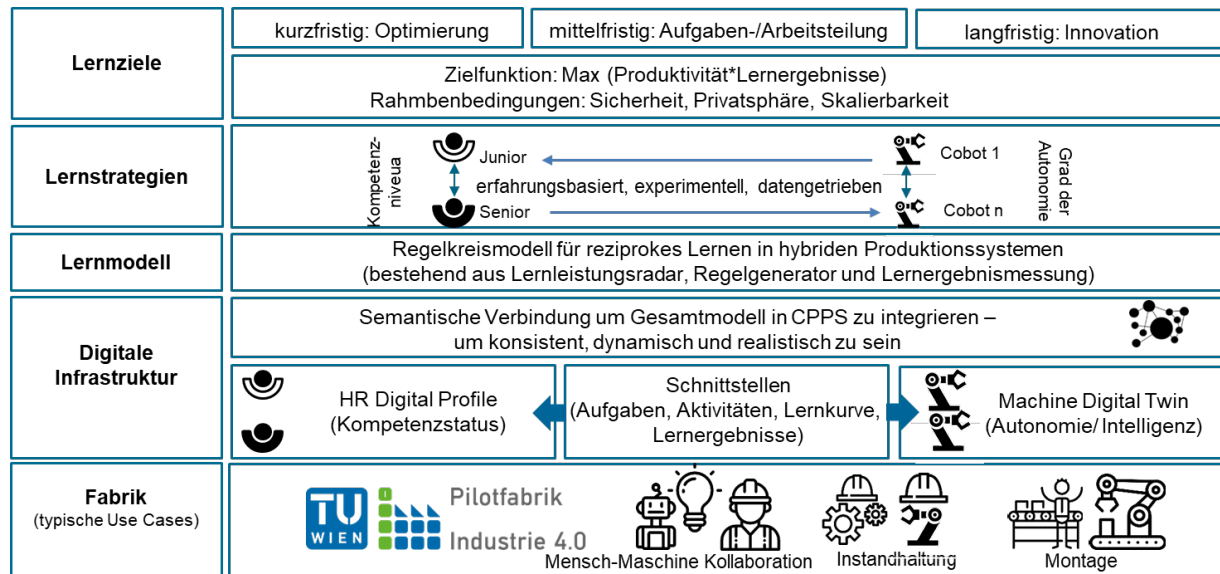 Lernziele
kurzfristig: Optimierung
mittelfristig: Aufgaben-/Arbeitsteilung
langfristig: Innovation
Zielfunktion: Max (Produktivität*Lernergebnisse)
Rahmbenbedingungen: Sicherheit, Privatsphäre, Skalierbarkeit
Lernstrategien
Kompetenz-
niveua
Junior
Senior
erfahrungsbasiert, experimentell, datengetrieben
Cobot 1
Cobot n
Grad der
Autonomie
Lernmodell
Regelkreismodell für reziprokes Lernen in hybriden Produktionssystemen
(bestehend aus Lernleistungsradar, Regelgenerator und Lernergebnismessung)
Digitale
Infrastruktur
Semantische Verbindung um Gesamtmodell in CPPS zu integrieren –
um konsistent, dynamisch und realistisch zu sein
HR Digital Profile
(Kompetenzstatus)
Schnittstellen
(Aufgaben, Aktivitäten, Lernkurve,
Lernergebnisse)
Machine Digital Twin
(Autonomie/ Intelligenz)
Fabrik
(typische Use Cases)
TU
WIEN
Pilotfabrik
Industrie 4.0
Mensch-Maschine Kollaboration
Instandhaltung
Montage